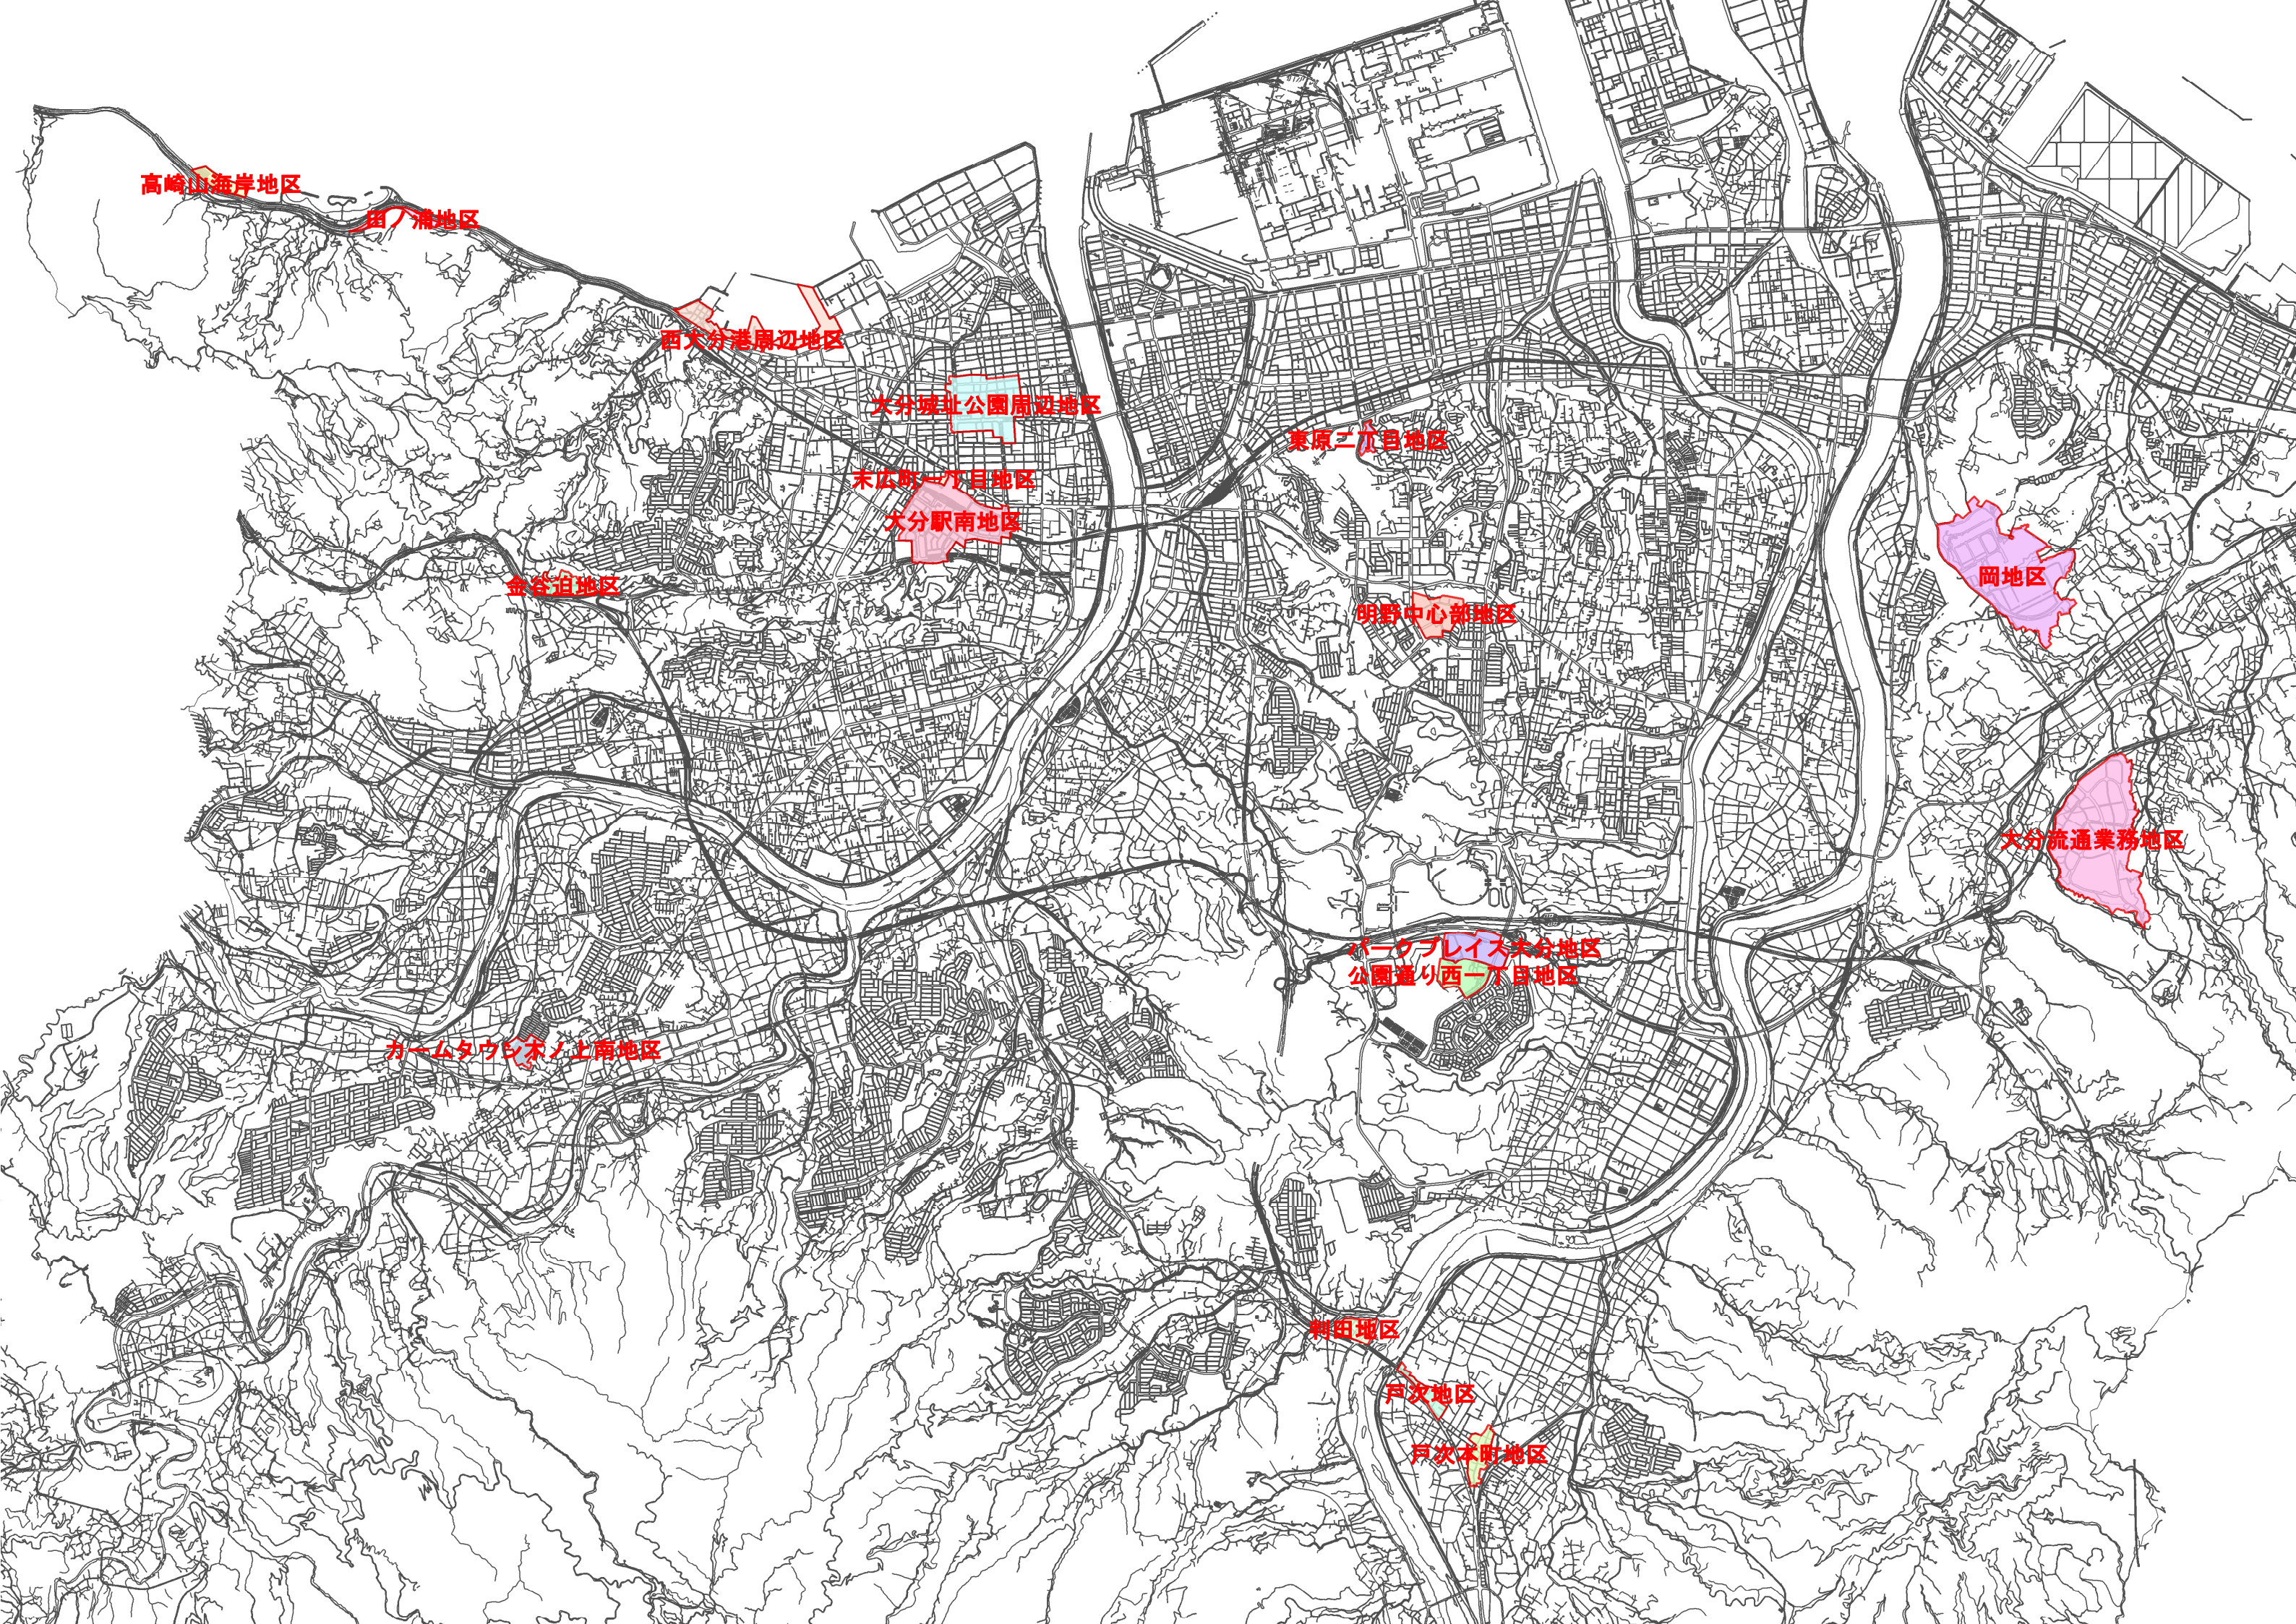 高崎山海岸地区
田ノ浦地区
西大分港周辺地区
大分城址公園周辺地区
東原二丁目地区
末広町一丁目地区
大分駅南地区
岡地区
金谷迫地区
明野中心部地区
大分流通業務地区
パークプレイス大分地区
公園通り西一丁目地区
カームタウン木ノ上南地区
判田地区
戸次地区
戸次本町地区